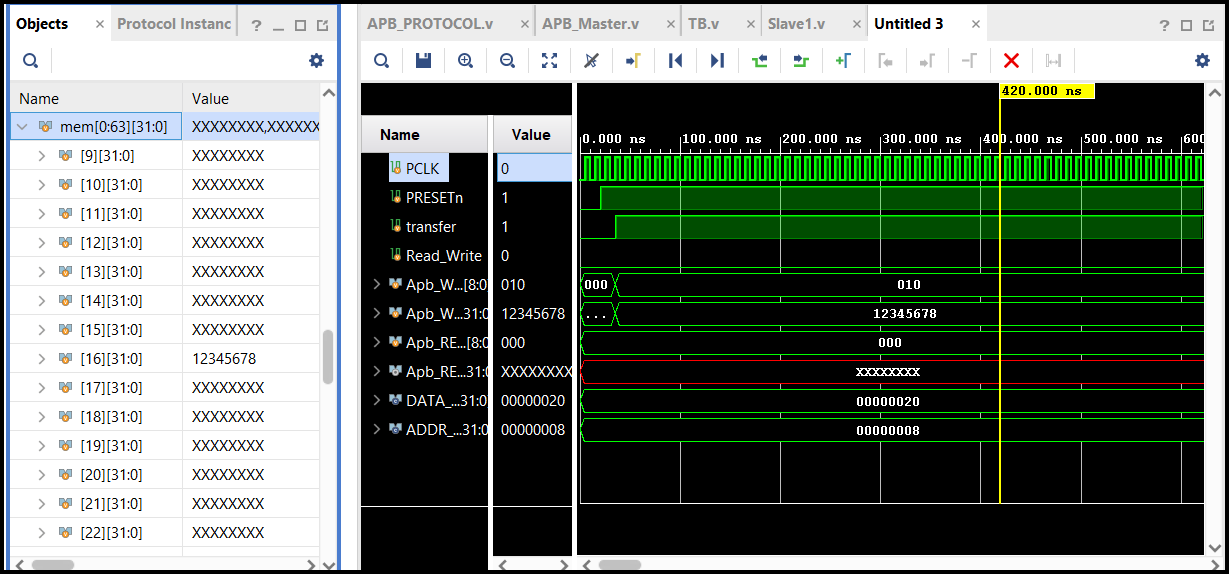 Objects × Protocol Instanc ?
Name Value
mem[0:63][31:0] XXXXXXXX,XXXXXX
[9][31:0] XXXXXXXX
[10][31:0] XXXXXXXX
[11][31:0] XXXXXXXX
[12][31:0] XXXXXXXX
[13][31:0] XXXXXXXX
[14][31:0] XXXXXXXX
[15][31:0] XXXXXXXX
[16][31:0] 12345678
[17][31:0] XXXXXXXX
[18][31:0] XXXXXXXX
[19][31:0] XXXXXXXX
[20][31:0] XXXXXXXX
[21][31:0] XXXXXXXX
[22][31:0] XXXXXXXX
APB_PROTOCOL.v × APB_Master.v × TB.v × Slave1.v × Untitled 3 × ?
420.000 ns
Name Value
0.000 ns 100.000 ns 200.000 ns 300.000 ns 400.000 ns 500.000 ns 600
PCLK 0
PRESETn 1
transfer 1
Read_Write 0
Apb_W...[8:0 010 000 010
Apb_W...31:0 12345678 ... 12345678
Apb_RE...[8:0 000 000
Apb_RE...31:0 XXXXXXXX XXXXXXXX
DATA_...31:0 00000020 00000020
ADDR_...31:0 00000008 00000008